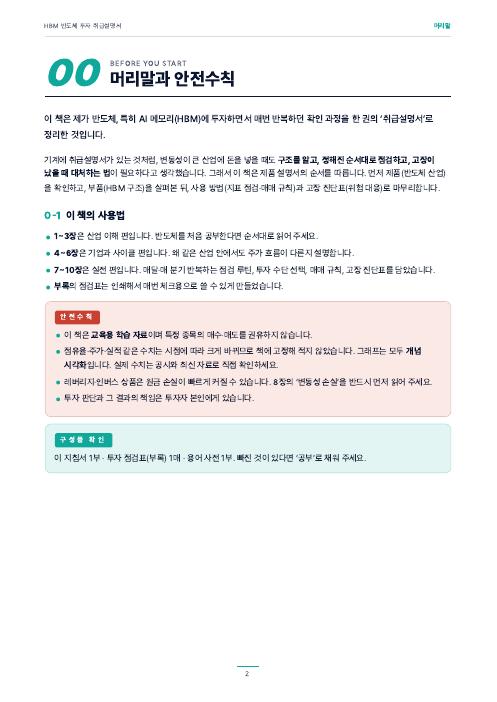 HBM 반도체 투자 취급설명서
머리말
00
BEFORE YOU START
머리말과 안전수칙
이 책은 제가 반도체, 특히 AI 메모리(HBM)에 투자하면서 매번 반복하던 확인 과정을 한 권의 ‘취급설명서’로
정리한 것입니다.
기계에 취급설명서가 있는 것처럼, 변동성이 큰 산업에 돈을 넣을 때도 구조를 알고, 정해진 순서대로 점검하고, 고장이
났을 때 대처하는 법이 필요하다고 생각했습니다. 그래서 이 책은 제품 설명서의 순서를 따릅니다. 먼저 제품(반도체 산업)
을 확인하고, 부품(HBM 구조)을 살펴본 뒤, 사용 방법(지표 점검·매매 규칙)과 고장 진단표(위험 대응)로 마무리합니다.
0-1 이 책의 사용법
1~3장은 산업 이해 편입니다. 반도체를 처음 공부한다면 순서대로 읽어 주세요.
4~6장은 기업과 사이클 편입니다. 왜 같은 산업 안에서도 주가 흐름이 다른지 설명합니다.
7~10장은 실전 편입니다. 매달·매 분기 반복하는 점검 루틴, 투자 수단 선택, 매매 규칙, 고장 진단표를 담았습니다.
부록의 점검표는 인쇄해서 매번 체크용으로 쓸 수 있게 만들었습니다.
안전수칙
이 책은 교육용 학습 자료이며 특정 종목의 매수·매도를 권유하지 않습니다.
점유율·주가·실적 같은 수치는 시점에 따라 크게 바뀌므로 책에 고정해 적지 않았습니다. 그래프는 모두 개념
시각화입니다. 실제 수치는 공시와 최신 자료로 직접 확인하세요.
레버리지·인버스 상품은 원금 손실이 빠르게 커질 수 있습니다. 8장의 ‘변동성 손실’을 반드시 먼저 읽어 주세요.
투자 판단과 그 결과의 책임은 투자자 본인에게 있습니다.
구성품 확인
이 지침서 1부 · 투자 점검표(부록) 1매 · 용어 사전 1부. 빠진 것이 있다면 ‘공부’로 채워 주세요.
2